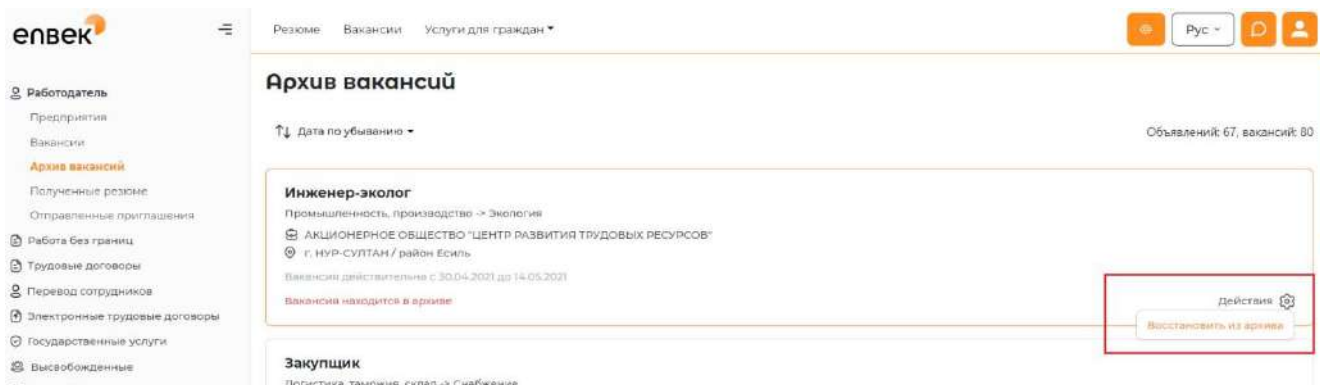 enbek
Резюме Вакансии Услуги для граждан
Рус
Работодатель
Предприятия
Вакансии
Архив вакансий
Полученные резюме
Отправленные приглашения
Работа без границ
Трудовые договоры
Перевод сотрудников
Электронные трудовые договоры
Государственные услуги
Высвобожденные
Архив вакансий
Дата по убыванию
Объявлений: 67, вакансий: 80
Инженер-эколог
Промышленность, производство -> Экология
АКЦИОНЕРНОЕ ОБЩЕСТВО "ЦЕНТР РАЗВИТИЯ ТРУДОВЫХ РЕСУРСОВ"
г. НУР-СУЛТАН / район Есиль
Вакансия действительна с 30.04.2021 до 14.05.2021
Вакансия находится в архиве
Действия
Восстановить из архива
Закупщик
Логистика, таможня, склад -> Снабжение